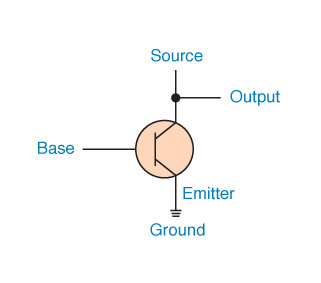 Source
Output
Base
Emitter
Ground